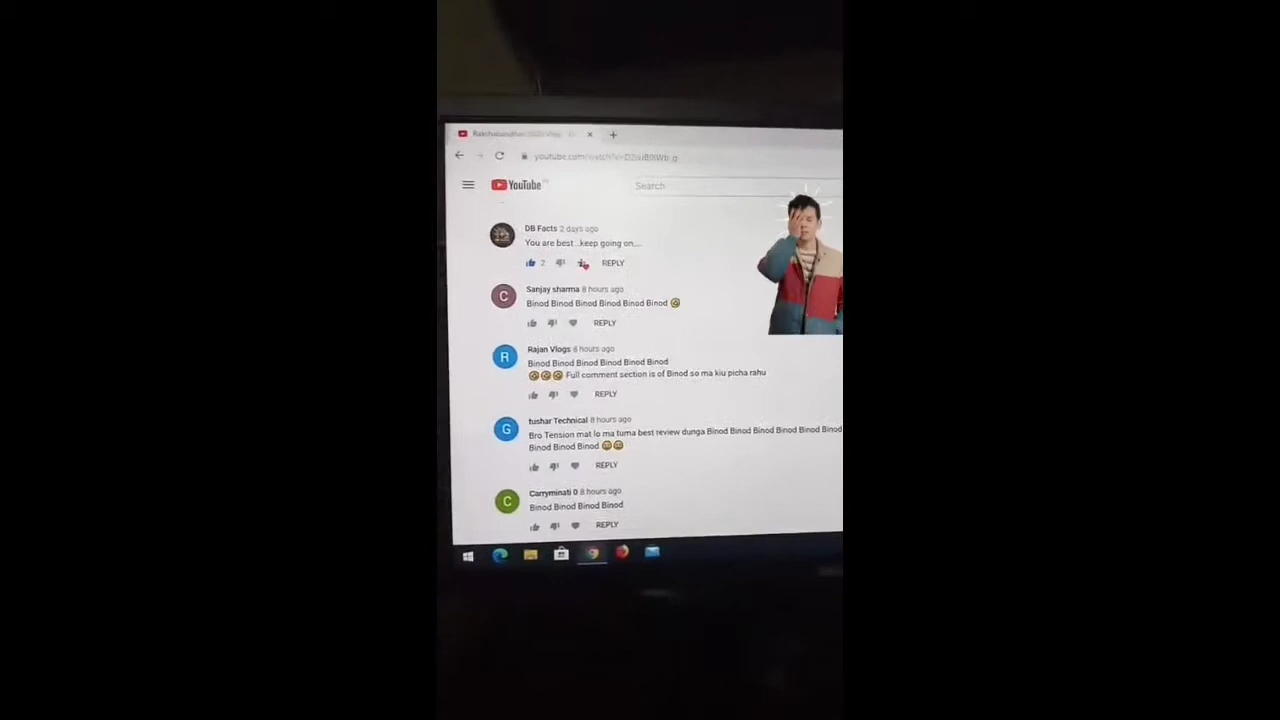 YouTube
Search
DB Facts 2 days ago
You are best...keep going on....
2
REPLY
C
Sanjay sharma 8 hours ago
Binod Binod Binod Binod Binod Binod
REPLY
R
Rajan Vlogs 8 hours ago
Binod Binod Binod Binod Binod Binod
Full comment section is of Binod so ma kiu picha rahu
REPLY
G
tushar Technical 8 hours ago
Bro Tension mat lo ma tuma best review dunga Binod Binod Binod Binod Binod Binod
Binod Binod Binod
REPLY
C
Carryminati 0 8 hours ago
Binod Binod Binod Binod
REPLY